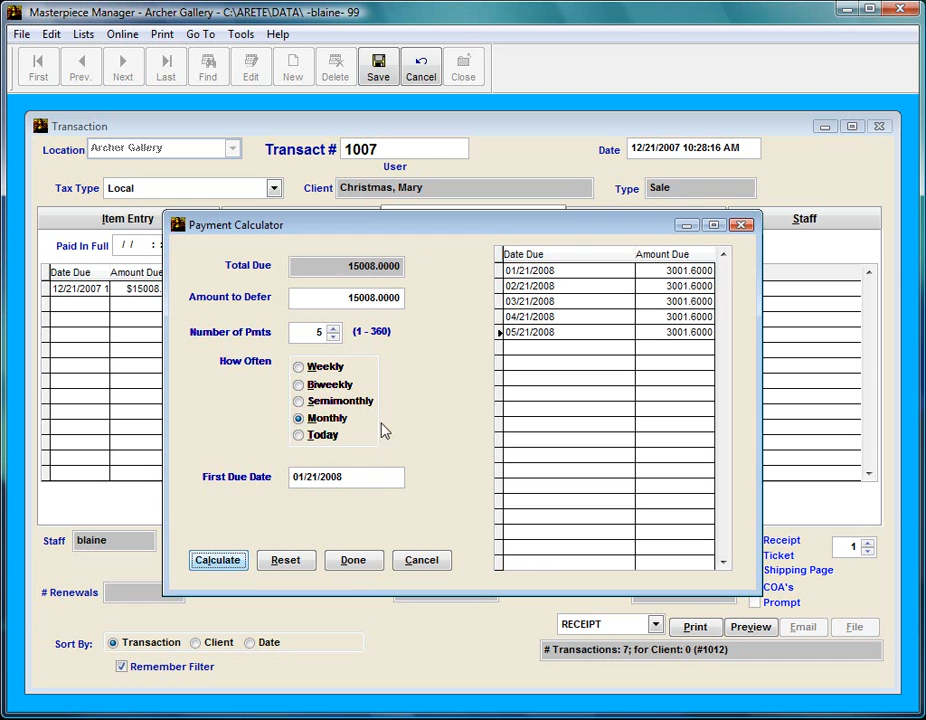 Masterpiece Manager - Archer Gallery - C:\ARETE\DATA\ -blaine- 99
File Edit Lists Online Print Go To Tools Help
First Prev. Next Last Find Edit New Delete Save Cancel Close
Transaction
Location Archer Gallery Transact # 1007 Date 12/21/2007 10:28:16 AM
User
Tax Type Local Client Christmas, Mary Type Sale
Item Entry Staff
Paid In Full / / :
Date Due Amount Due
12/21/2007 1 $15008.
Payment Calculator
Total Due 15008.0000
Amount to Defer 15008.0000
Number of Pmts 5 (1 - 360)
How Often
Weekly
Biweekly
Semimonthly
Monthly
Today
First Due Date 01/21/2008
Calculate Reset Done Cancel
Date Due Amount Due
01/21/2008 3001.6000
02/21/2008 3001.6000
03/21/2008 3001.6000
04/21/2008 3001.6000
05/21/2008 3001.6000
Staff blaine
# Renewals
Receipt 1
Ticket
Shipping Page
COA's
Prompt
RECEIPT Print Preview Email File
Sort By: Transaction Client Date
Remember Filter
# Transactions: 7; for Client: 0 (#1012)